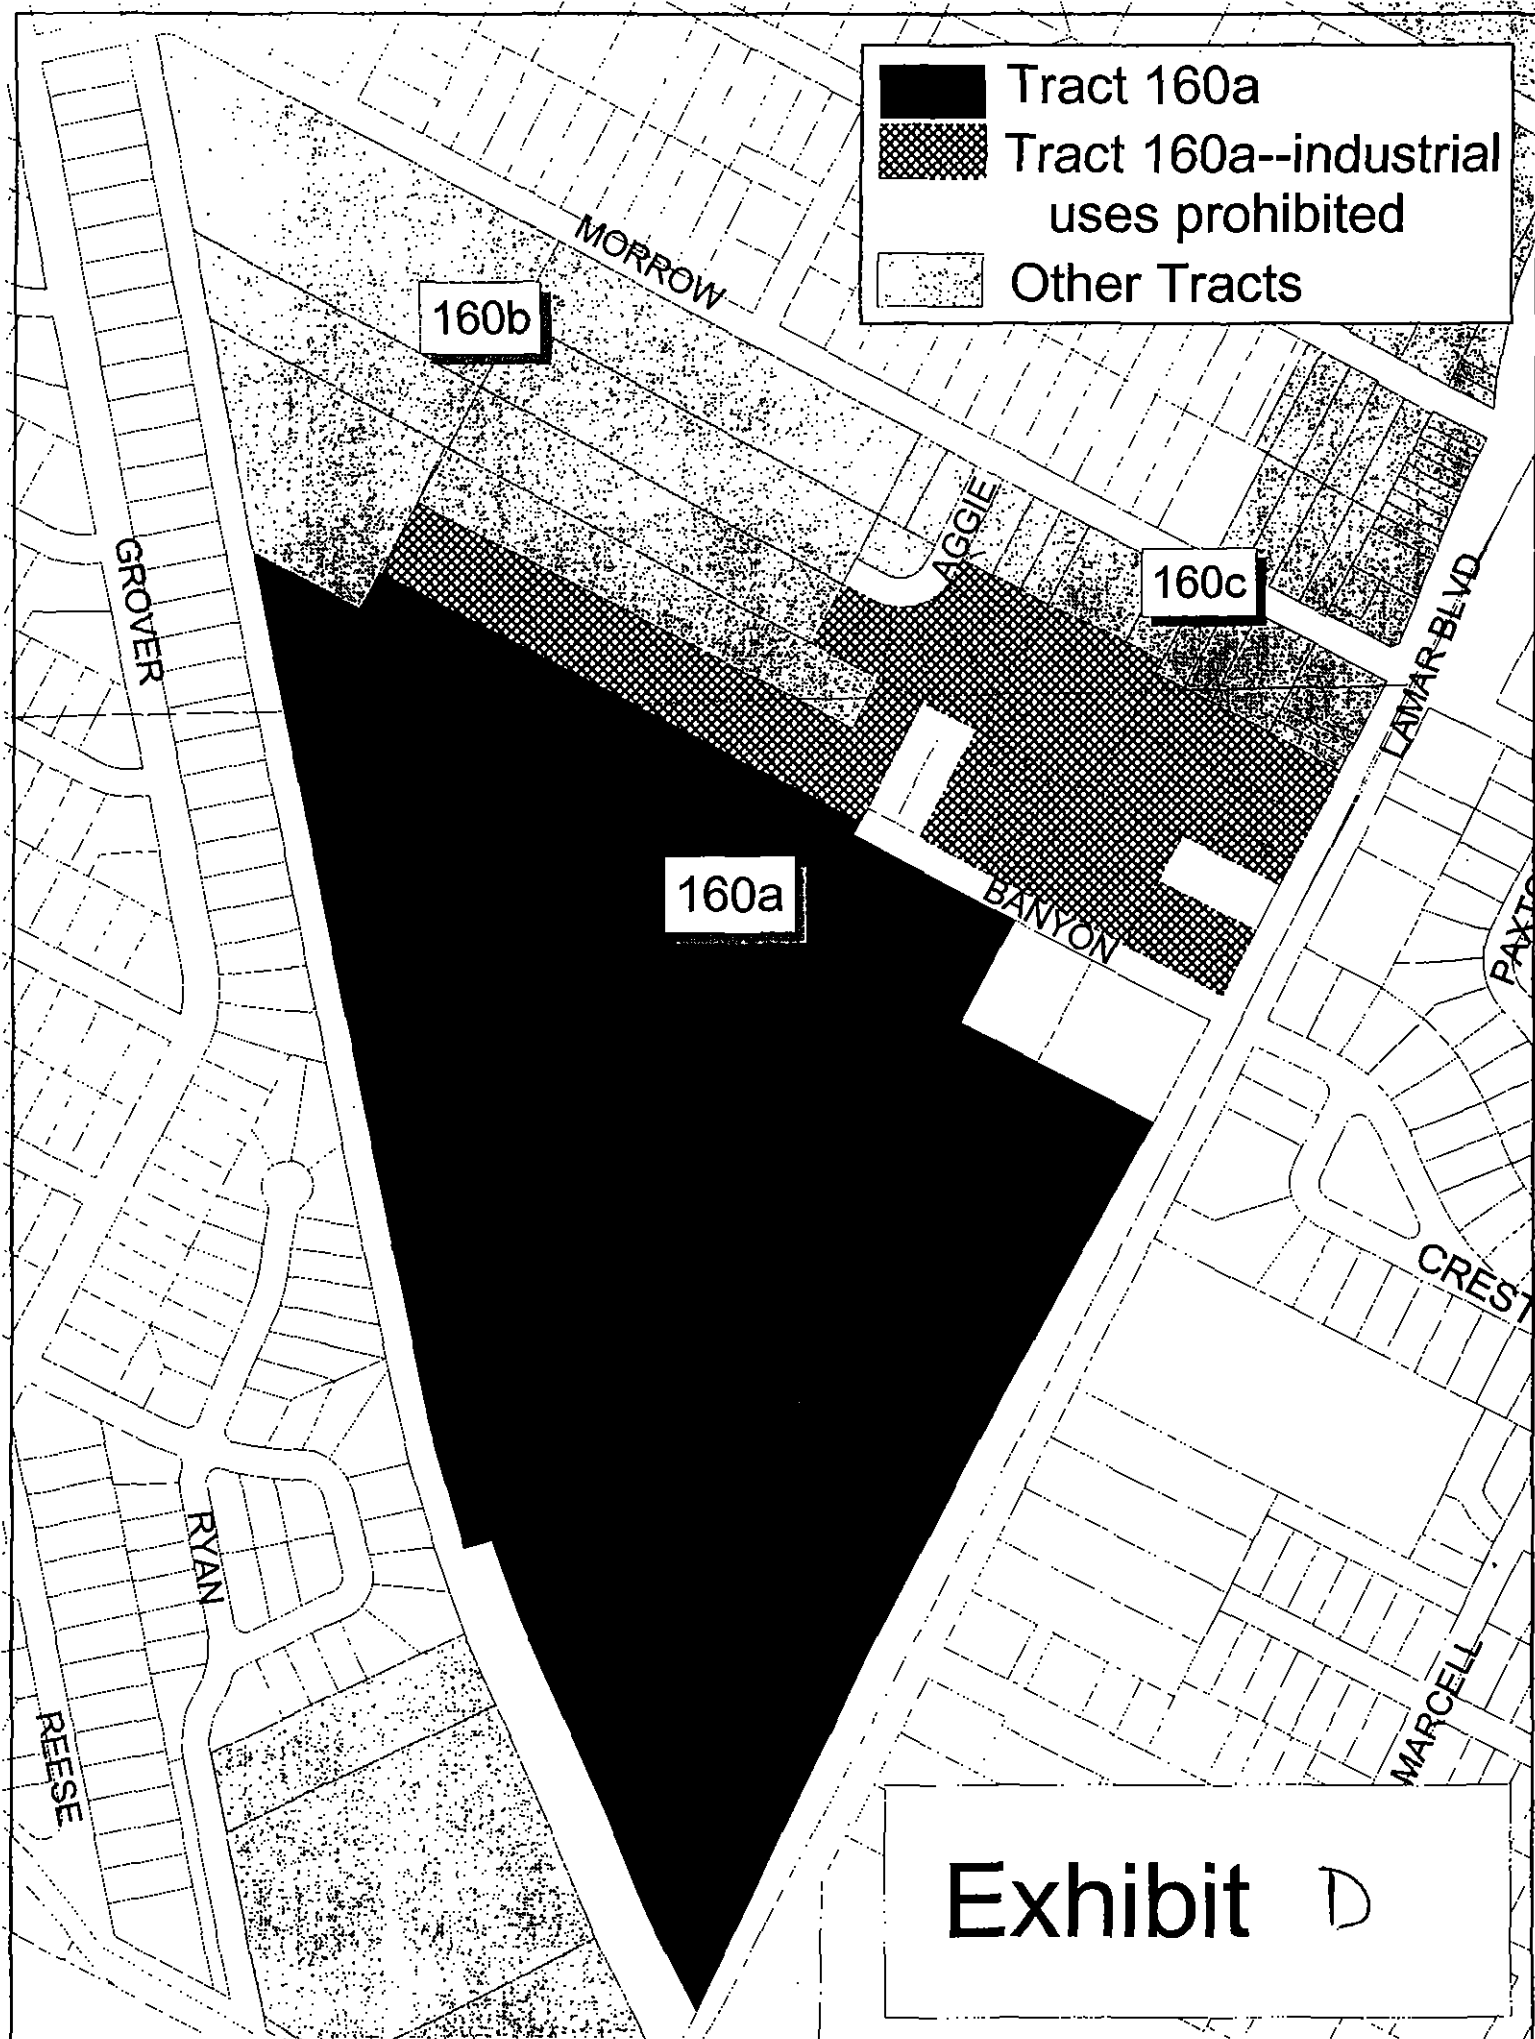 Tract 160a
Tract 160a--industrial
uses prohibited
Other Tracts
MORROW
160b
AGGIE
160c
GROVER
LAMAR BLVD
160a
BANYON
PAXTO
CREST
RYAN
MARCELL
REESE
Exhibit D